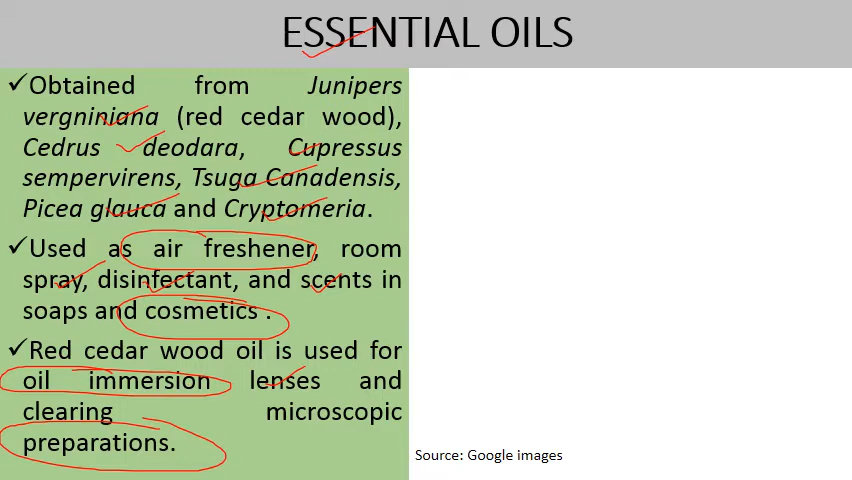 ESSENTIAL OILS
✓Obtained from Junipers
vergniniana (red cedar wood),
Cedrus deodara, Cupressus
sempervirens, Tsuga Canadensis,
Picea glauca and Cryptomeria.
✓Used as air freshener, room
spray, disinfectant, and scents in
soaps and cosmetics .
✓Red cedar wood oil is used for
oil immersion lenses and
clearing microscopic
preparations.
Source: Google images